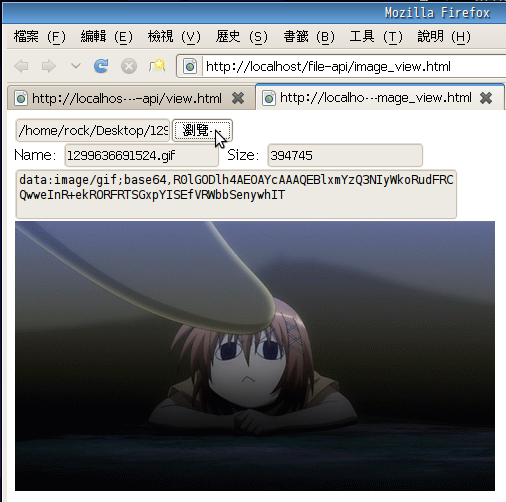 Mozilla Firefox
檔案 (F) 編輯 (E) 檢視 (V) 歷史 (S) 書籤 (B) 工具 (T) 說明 (H)
http://localhost/file-api/image_view.html
http://localhos…-api/view.html http://localho…mage_view.html
/home/rock/Desktop/129 瀏覽…
Name: 1299636691524.gif Size: 394745
data:image/gif;base64,R0lGODlh4AEOAYcAAAQEBlxmYzQ3NIyWkoRudFRC
QwweInR+ekRORFRTSGxpYISEfVRWbbSenywhIT